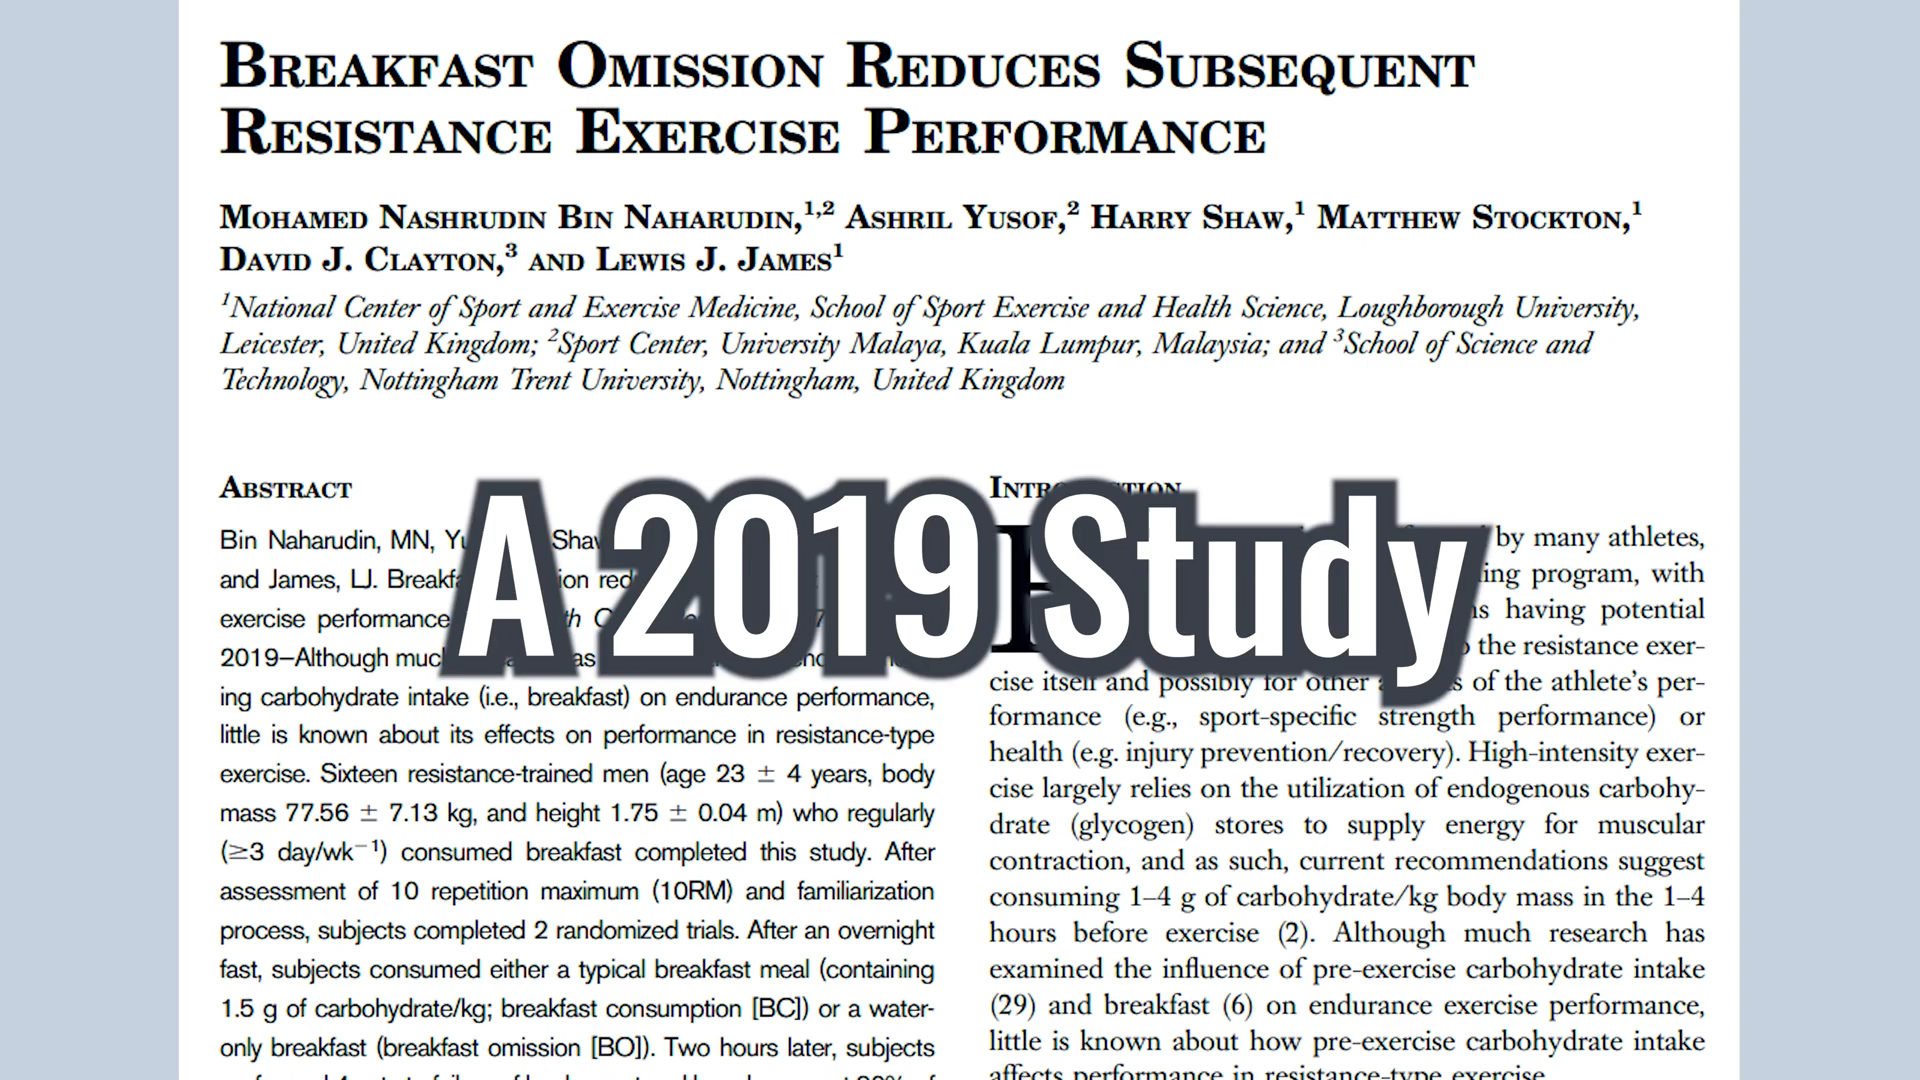 BREAKFAST OMISSION REDUCES SUBSEQUENT
RESISTANCE EXERCISE PERFORMANCE
MOHAMED NASHRUDIN BIN NAHARUDIN,1,2 ASHRIL YUSOF,2 HARRY SHAW,1 MATTHEW STOCKTON,1
DAVID J. CLAYTON,3 AND LEWIS J. JAMES1
1National Center of Sport and Exercise Medicine, School of Sport Exercise and Health Science, Loughborough University,
Leicester, United Kingdom; 2Sport Center, University Malaya, Kuala Lumpur, Malaysia; and 3School of Science and
Technology, Nottingham Trent University, Nottingham, United Kingdom
A 2019 Study
ABSTRACT
Bin Naharudin, MN,
and James, LJ.
exercise performance
2019—Although
ing carbohydrate intake (i.e., breakfast) on endurance performance,
little is known about its effects on performance in resistance-type
exercise. Sixteen resistance-trained men (age 23 ± 4 years, body
mass 77.56 ± 7.13 kg, and height 1.75 ± 0.04 m) who regularly
(≥3 day/wk−1) consumed breakfast completed this study. After
assessment of 10 repetition maximum (10RM) and familiarization
process, subjects completed 2 randomized trials. After an overnight
fast, subjects consumed either a typical breakfast meal (containing
1.5 g of carbohydrate/kg; breakfast consumption [BC]) or a water-
only breakfast (breakfast omission [BO]). Two hours later, subjects
INTRODUCTION
by many athletes,
program, with
having potential
the resistance exer-
cise itself and possibly for other of the athlete's per-
formance (e.g., sport-specific strength performance) or
health (e.g. injury prevention/recovery). High-intensity exer-
cise largely relies on the utilization of endogenous carbohy-
drate (glycogen) stores to supply energy for muscular
contraction, and as such, current recommendations suggest
consuming 1–4 g of carbohydrate/kg body mass in the 1–4
hours before exercise (2). Although much research has
examined the influence of pre-exercise carbohydrate intake
(29) and breakfast (6) on endurance exercise performance,
little is known about how pre-exercise carbohydrate intake
affects performance in resistance-type exercise.